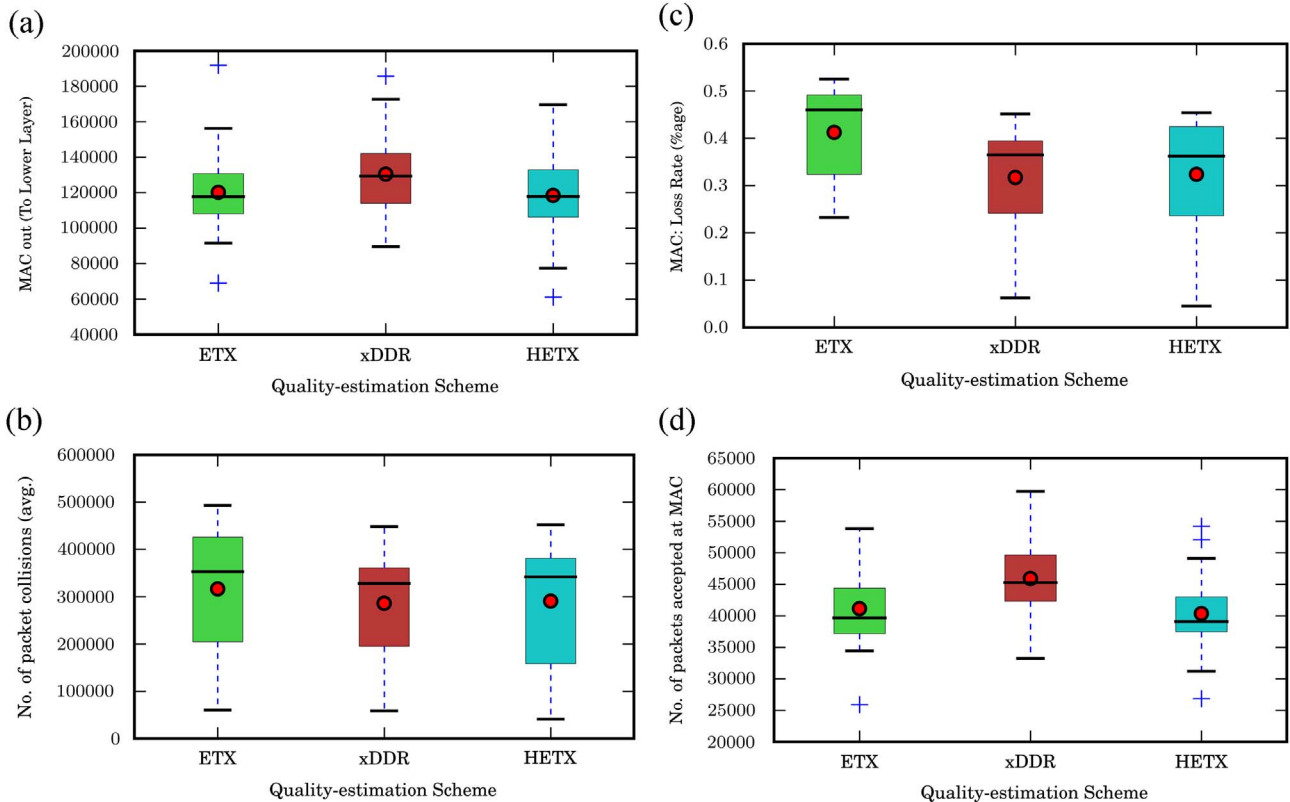 (a)
MAC out (To Lower Layer)
200000
180000
160000
140000
120000
100000
80000
60000
40000
ETX xDDR HETX
Quality-estimation Scheme
(c)
MAC: Loss Rate (%age)
0.6
0.5
0.4
0.3
0.2
0.1
0.0
ETX xDDR HETX
Quality-estimation Scheme
(b)
No. of packet collisions (avg.)
600000
500000
400000
300000
200000
100000
0
ETX xDDR HETX
Quality-estimation Scheme
(d)
No. of packets accepted at MAC
65000
60000
55000
50000
45000
40000
35000
30000
25000
20000
ETX xDDR HETX
Quality-estimation Scheme